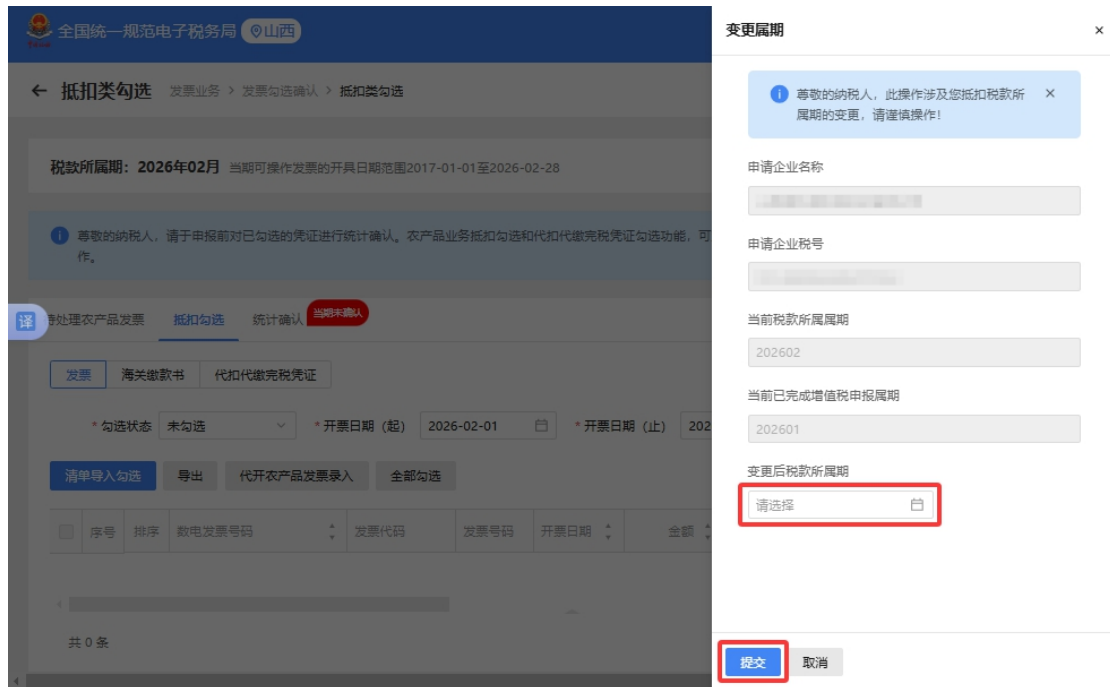 全国统一规范电子税务局
山西
抵扣类勾选 发票业务 > 发票勾选确认 > 抵扣类勾选
税款所属期：2026年02月 当期可操作发票的开具日期范围2017-01-01至2026-02-28
尊敬的纳税人，请于申报前对已勾选的凭证进行统计确认。农产品业务抵扣勾选和代扣代缴完税凭证勾选功能，可
作。
译
待处理农产品发票 抵扣勾选 统计确认 当期未确认
发票 海关缴款书 代扣代缴完税凭证
* 勾选状态 未勾选 * 开票日期（起） 2026-02-01 * 开票日期（止） 202
清单导入勾选 导出 代开农产品发票录入 全部勾选
序号 排序 数电发票号码 发票代码 发票号码 开票日期 金额
共 0 条
变更属期
尊敬的纳税人，此操作涉及您抵扣税款所
属期的变更，请谨慎操作！
申请企业名称
申请企业税号
当前税款所属属期
202602
当前已完成增值税申报属期
202601
变更后税款所属期
请选择
提交 取消